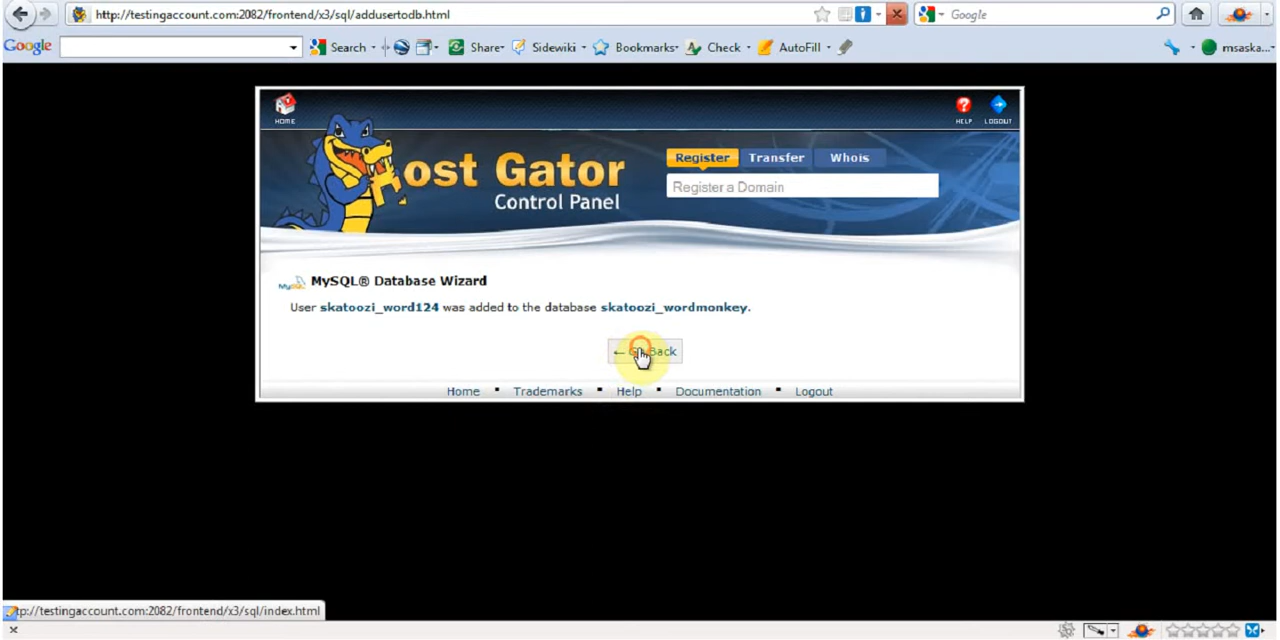 http://testingaccount.com:2082/frontend/x3/sql/addusertodb.html
Google
Google
Search
Share
Sidewiki
Bookmarks
Check
AutoFill
msaska...
HOME
HELP
LOGOUT
Host Gator
Control Panel
Register
Transfer
Whois
Register a Domain
MySQL® Database Wizard
User skatoozi_word124 was added to the database skatoozi_wordmonkey.
← Go Back
Home ▪ Trademarks ▪ Help ▪ Documentation ▪ Logout
tp://testingaccount.com:2082/frontend/x3/sql/index.html